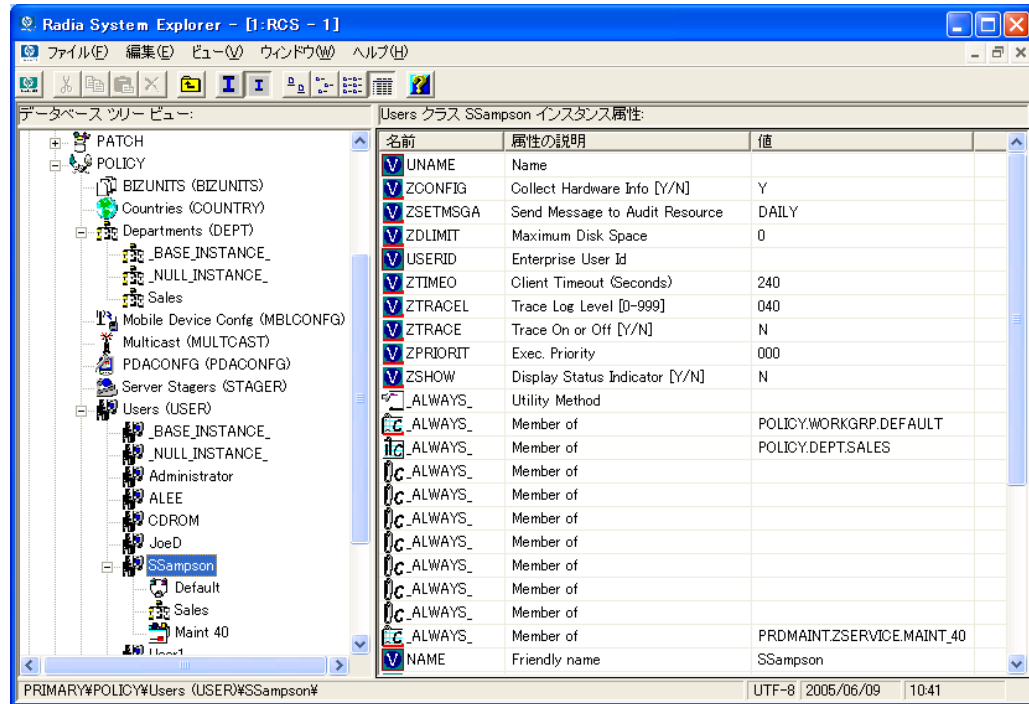 Radia System Explorer - [1:RCS - 1]
ファイル(F) 編集(E) ビュー(V) ウィンドウ(W) ヘルプ(H)
データベース ツリー ビュー:
PATCH
POLICY
BIZUNITS (BIZUNITS)
Countries (COUNTRY)
Departments (DEPT)
_BASE_INSTANCE_
_NULL_INSTANCE_
Sales
Mobile Device Confg (MBLCONFG)
Multicast (MULTCAST)
PDACONFG (PDACONFG)
Server Stagers (STAGER)
Users (USER)
_BASE_INSTANCE_
_NULL_INSTANCE_
Administrator
ALEE
CDROM
JoeD
SSampson
Default
Sales
Maint 40
User1
Users クラス SSampson インスタンス属性:
名前 属性の説明 値
UNAME Name
ZCONFIG Collect Hardware Info [Y/N] Y
ZSETMSGA Send Message to Audit Resource DAILY
ZDLIMIT Maximum Disk Space 0
USERID Enterprise User Id
ZTIMEO Client Timeout (Seconds) 240
ZTRACEL Trace Log Level [0-999] 040
ZTRACE Trace On or Off [Y/N] N
ZPRIORIT Exec. Priority 000
ZSHOW Display Status Indicator [Y/N] N
_ALWAYS_ Utility Method
_ALWAYS_ Member of POLICY.WORKGRP.DEFAULT
_ALWAYS_ Member of POLICY.DEPT.SALES
_ALWAYS_ Member of
_ALWAYS_ Member of
_ALWAYS_ Member of
_ALWAYS_ Member of
_ALWAYS_ Member of
_ALWAYS_ Member of
_ALWAYS_ Member of
_ALWAYS_ Member of PRDMAINT.ZSERVICE.MAINT_40
NAME Friendly name SSampson
PRIMARY¥POLICY¥Users (USER)¥SSampson¥ UTF-8 2005/06/09 10:41